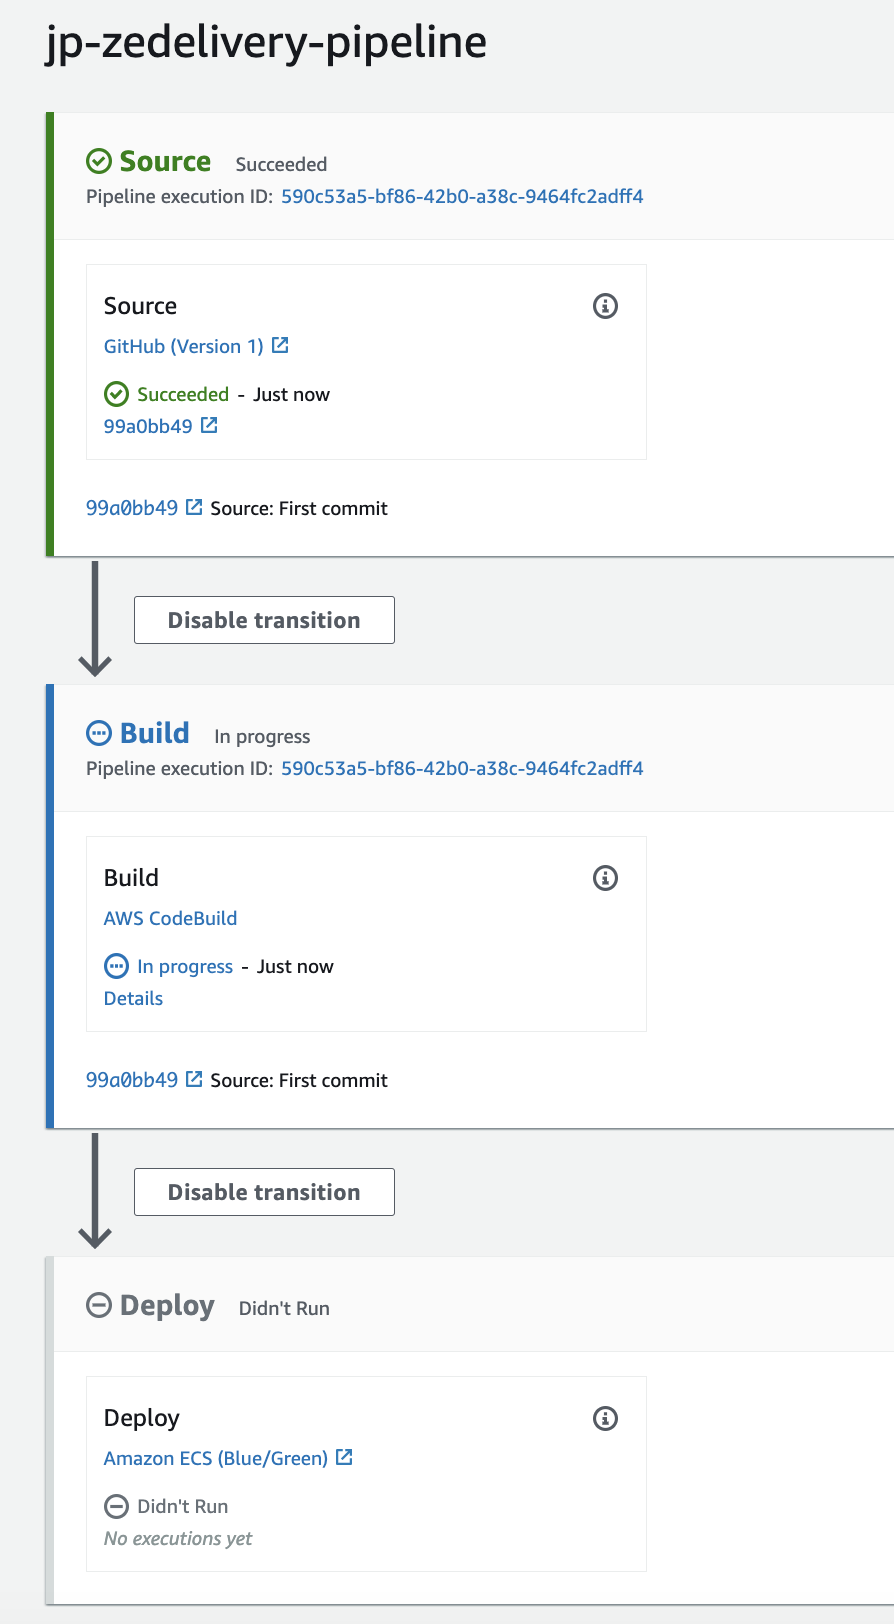 jp-zedelivery-pipeline
Source Succeeded
Pipeline execution ID: 590c53a5-bf86-42b0-a38c-9464fc2adff4
Source
GitHub (Version 1)
Succeeded - Just now
99a0bb49
99a0bb49 Source: First commit
Disable transition
Build In progress
Pipeline execution ID: 590c53a5-bf86-42b0-a38c-9464fc2adff4
Build
AWS CodeBuild
In progress - Just now
Details
99a0bb49 Source: First commit
Disable transition
Deploy Didn't Run
Deploy
Amazon ECS (Blue/Green)
Didn't Run
No executions yet